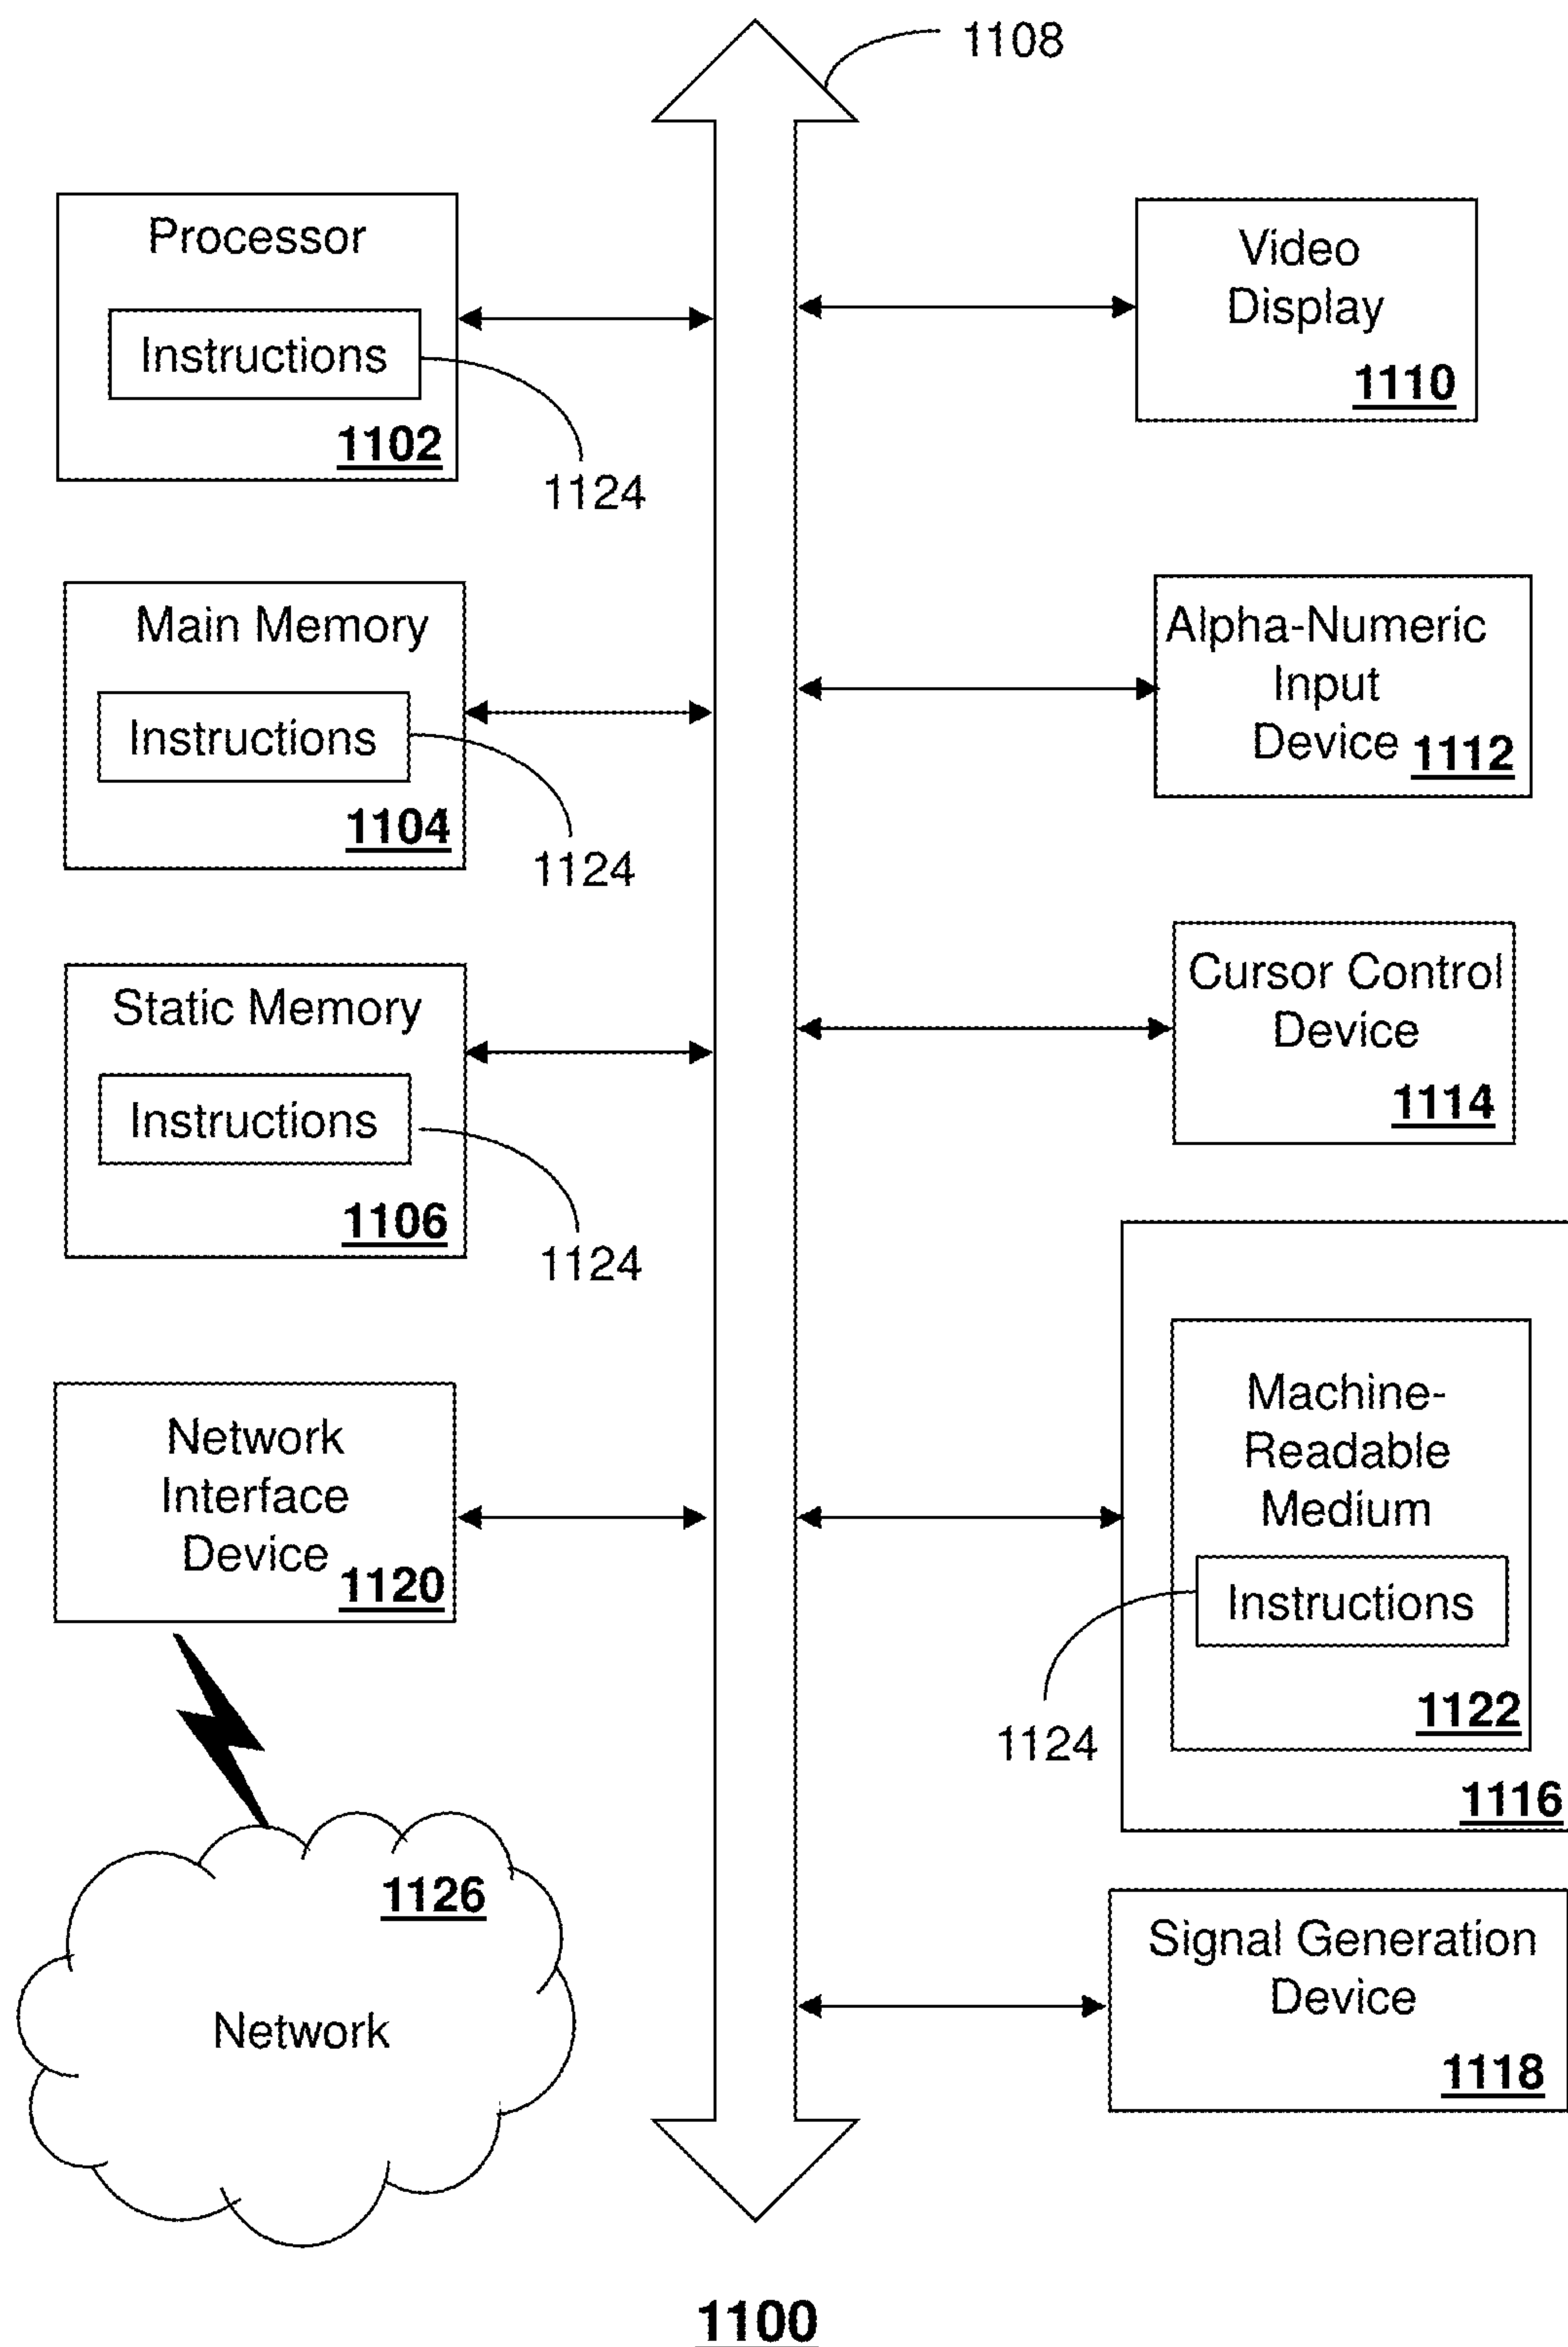 1108
Processor
Instructions
1102
1124
Main Memory
Instructions
1104
1124
Static Memory
Instructions
1106
1124
Network
Interface
Device
1120
1126
Network
Video
Display
1110
Alpha-Numeric
Input
Device 1112
Cursor Control
Device
1114
Machine-
Readable
Medium
Instructions
1122
1124
1116
Signal Generation
Device
1118
1100